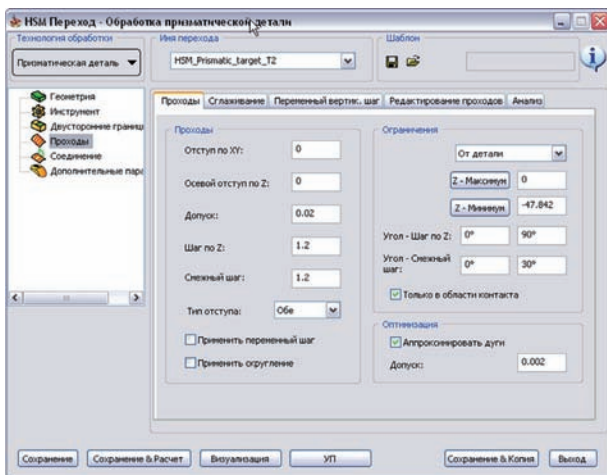 HSM Переход - Обработка призматической детали
Технология обработки
Призматическая деталь
Имя перехода
HSM_Prismatic_target_T2
Шаблон
Геометрия
Инструмент
Двусторонние границ
Проходы
Соединение
Дополнительные пара
Проходы Сглаживание Переменный вертик. шаг Редактирование проходов Анализ
Проходы
Отступ по XY: 0
Осевой отступ по Z: 0
Допуск: 0.02
Шаг по Z: 1.2
Смежный шаг: 1.2
Тип отступа: Обе
Применить переменный шаг
Применить округление
Ограничения
От детали
Z - Максимум 0
Z - Минимум -47.842
Угол - Шаг по Z: 0° 90°
Угол - Смежный шаг: 0° 30°
Только в области контакта
Оптимизация
Аппроксимировать дуги
Допуск: 0.002
Сохранение Сохранение & Расчет Визуализация УП Сохранение & Копия Выход